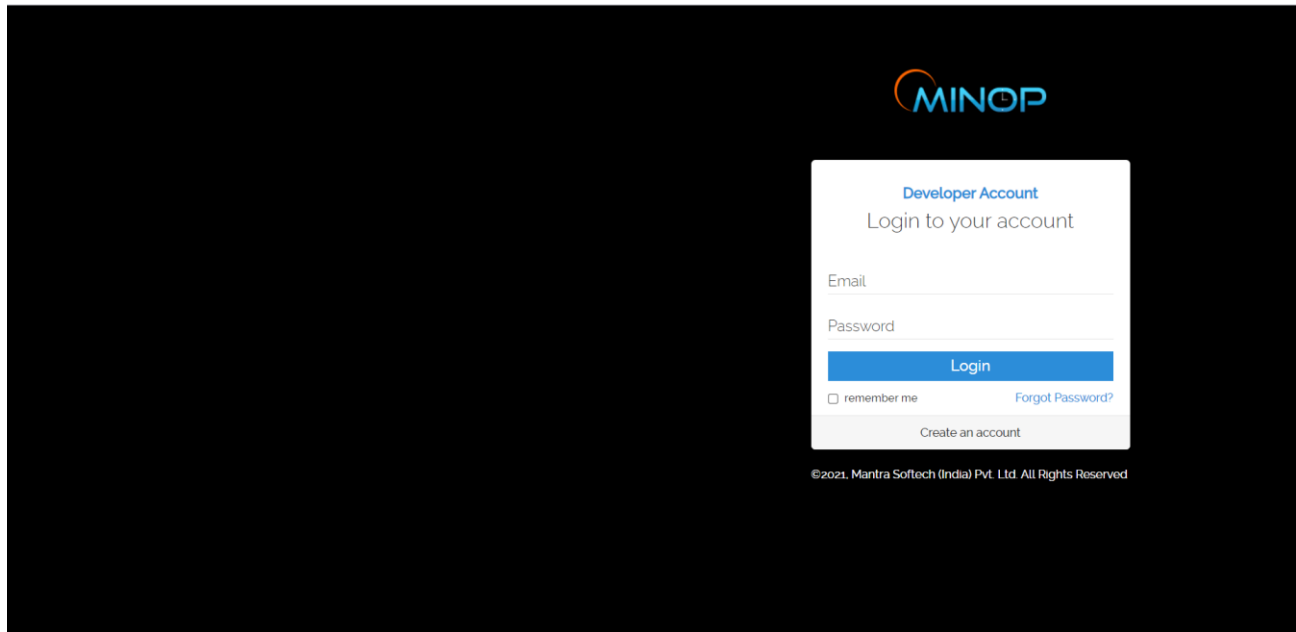 MINOP
Developer Account
Login to your account
Email
Password
Login
remember me
Forgot Password?
Create an account
©2021, Mantra Softech (India) Pvt. Ltd. All Rights Reserved